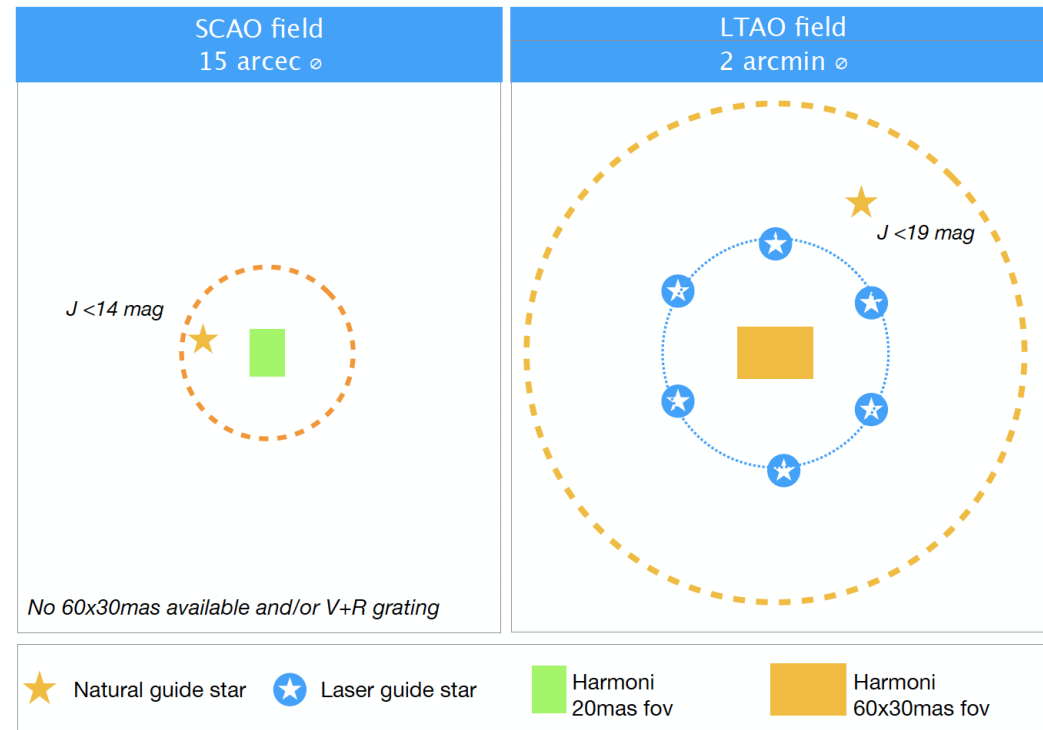 SCAO field
15 arcec ⌀
LTAO field
2 arcmin ⌀
J <14 mag
J <19 mag
No 60x30mas available and/or V+R grating
Natural guide star
Laser guide star
Harmoni
20mas fov
Harmoni
60x30mas fov